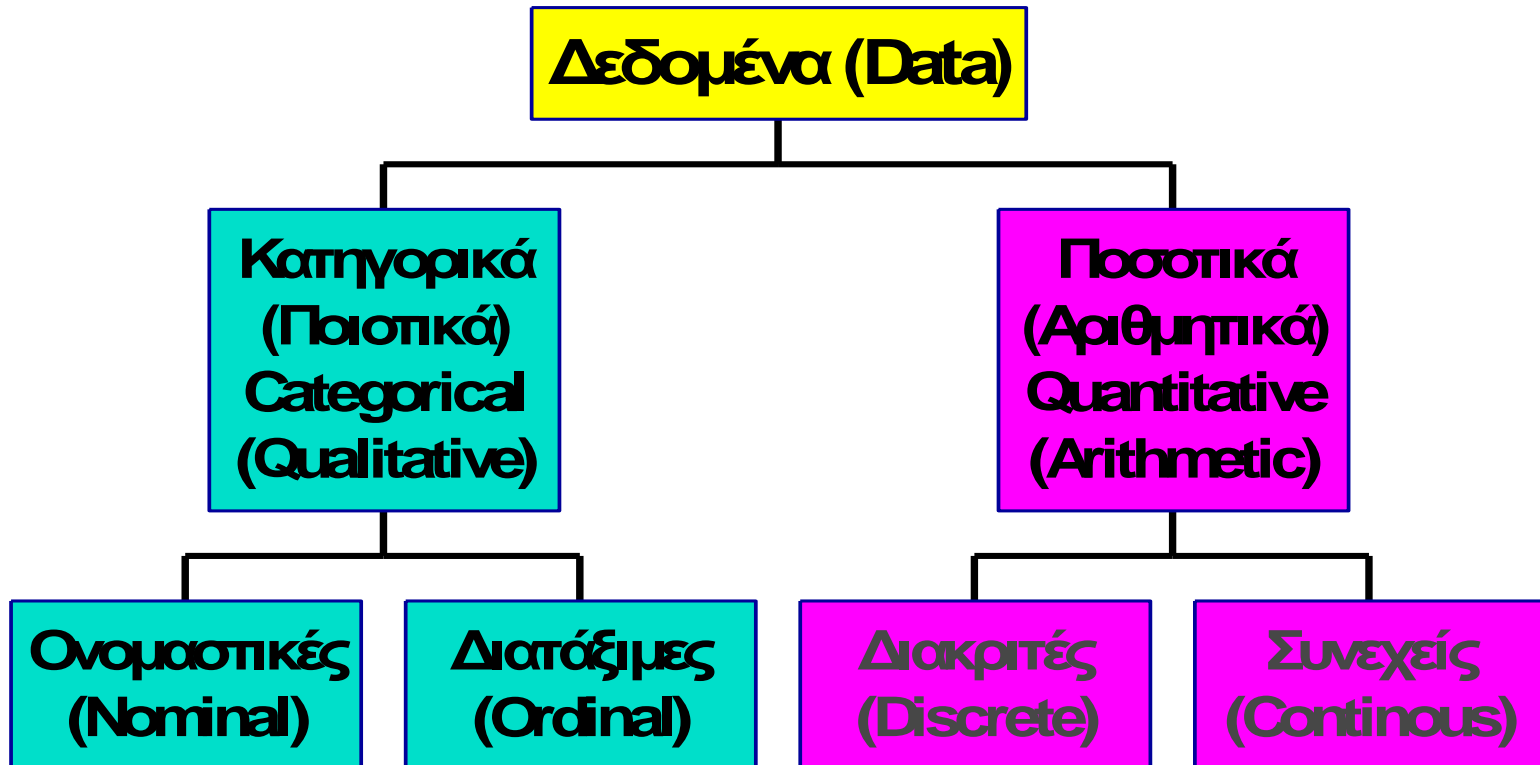 Δεδομένα (Data)
Κατηγορικά
(Ποιοτικά)
Categorical
(Qualitative)
Ποσοτικά
(Αριθμητικά)
Quantitative
(Arithmetic)
Ονομαστικές
(Nominal)
Διατάξιμες
(Ordinal)
Διακριτές
(Discrete)
Συνεχείς
(Continous)